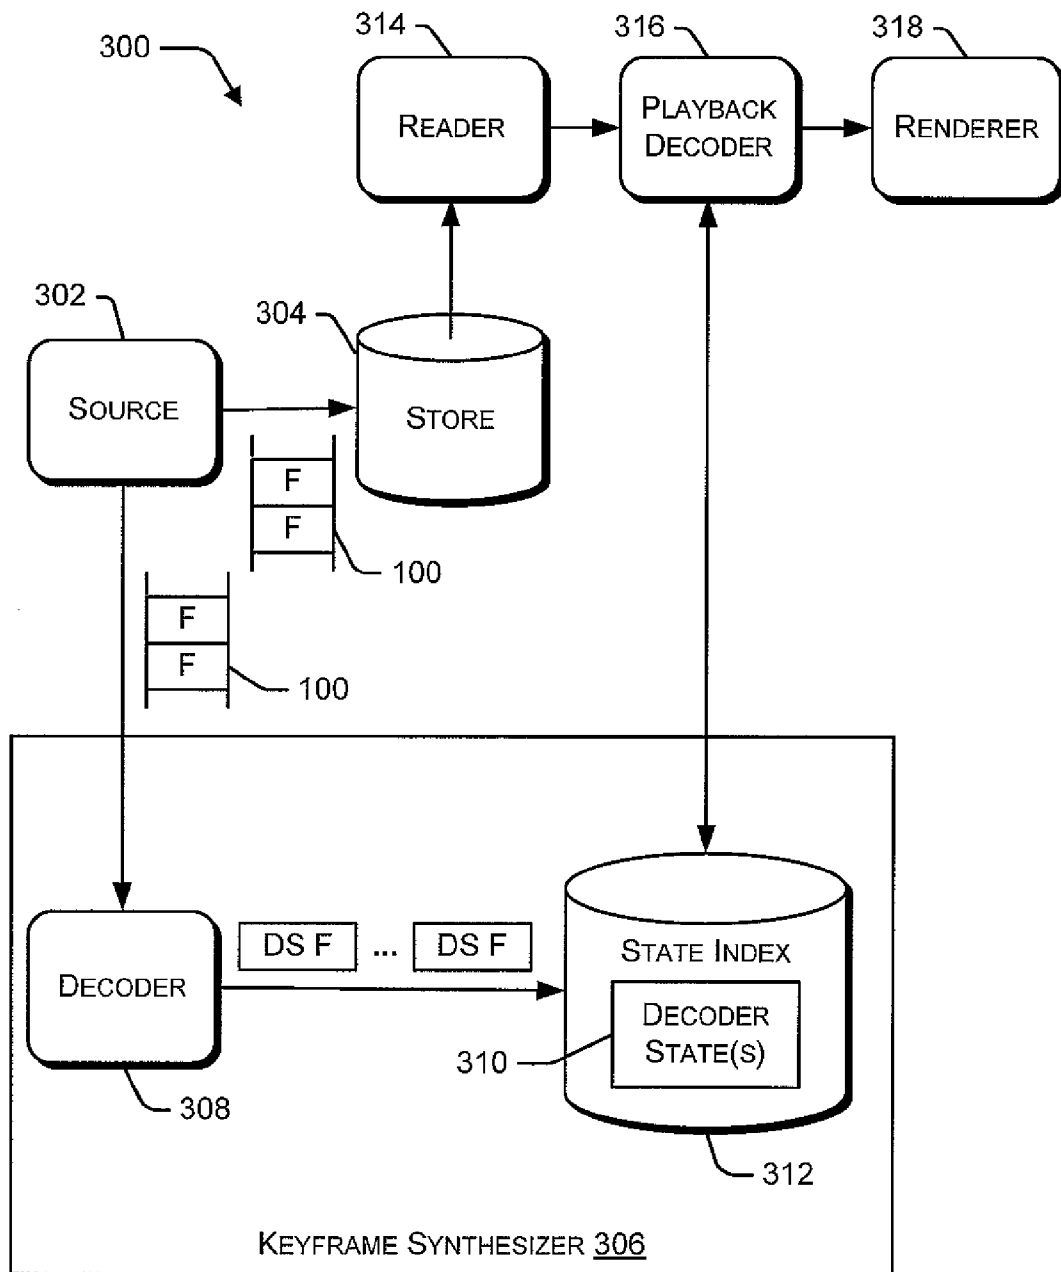 314
316
318
300
READER
PLAYBACK
DECODER
RENDERER
302
304
SOURCE
STORE
F
F
100
F
F
100
DS F ... DS F
DECODER
STATE INDEX
DECODER
STATE(S)
310
308
312
KEYFRAME SYNTHESIZER 306